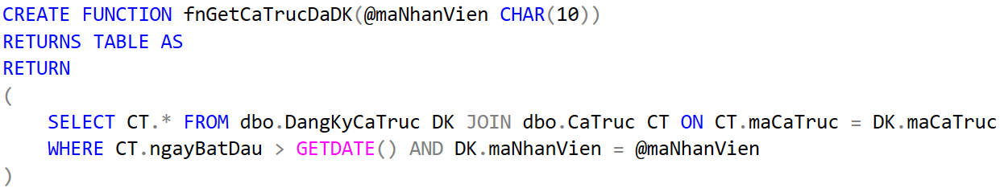 CREATE FUNCTION fnGetCaTrucDaDK(@maNhanVien CHAR(10))
RETURNS TABLE AS
RETURN
(
    SELECT CT.* FROM dbo.DangKyCaTruc DK JOIN dbo.CaTruc CT ON CT.maCaTruc = DK.maCaTruc
    WHERE CT.ngayBatDau > GETDATE() AND DK.maNhanVien = @maNhanVien
)